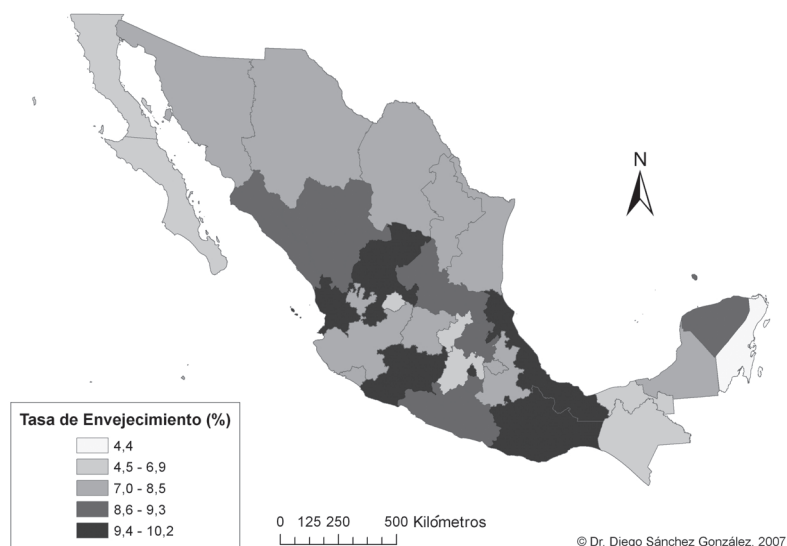 N
Tasa de Envejecimiento (%)
4,4
4,5 - 6,9
7,0 - 8,5
8,6 - 9,3
9,4 - 10,2
0 125 250 500 Kilómetros
© Dr. Diego Sánchez González, 2007